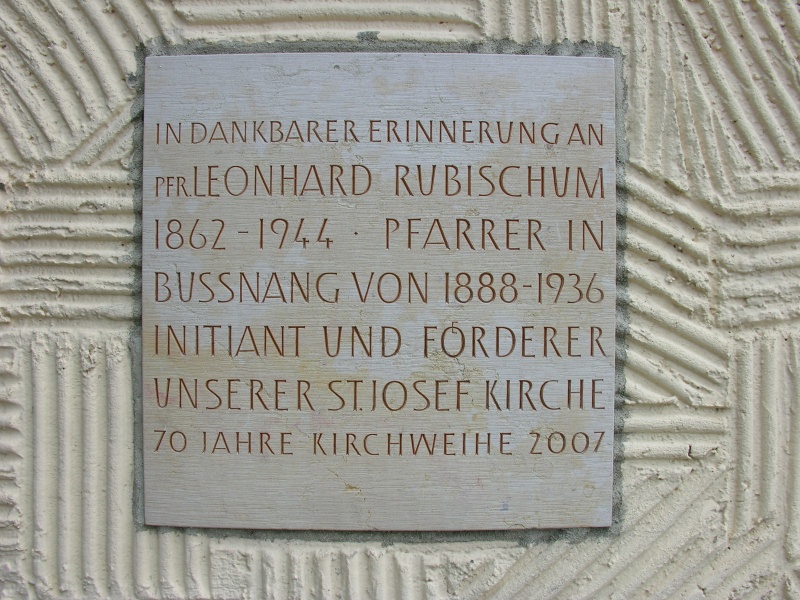 IN DANKBARER ERINNERUNG AN
PFR. LEONHARD RUBISCHUM
1862 - 1944 · PFARRER IN
BUSSNANG VON 1888-1936
INITIANT UND FÖRDERER
UNSERER ST. JOSEF KIRCHE
70 JAHRE KIRCHWEIHE 2007